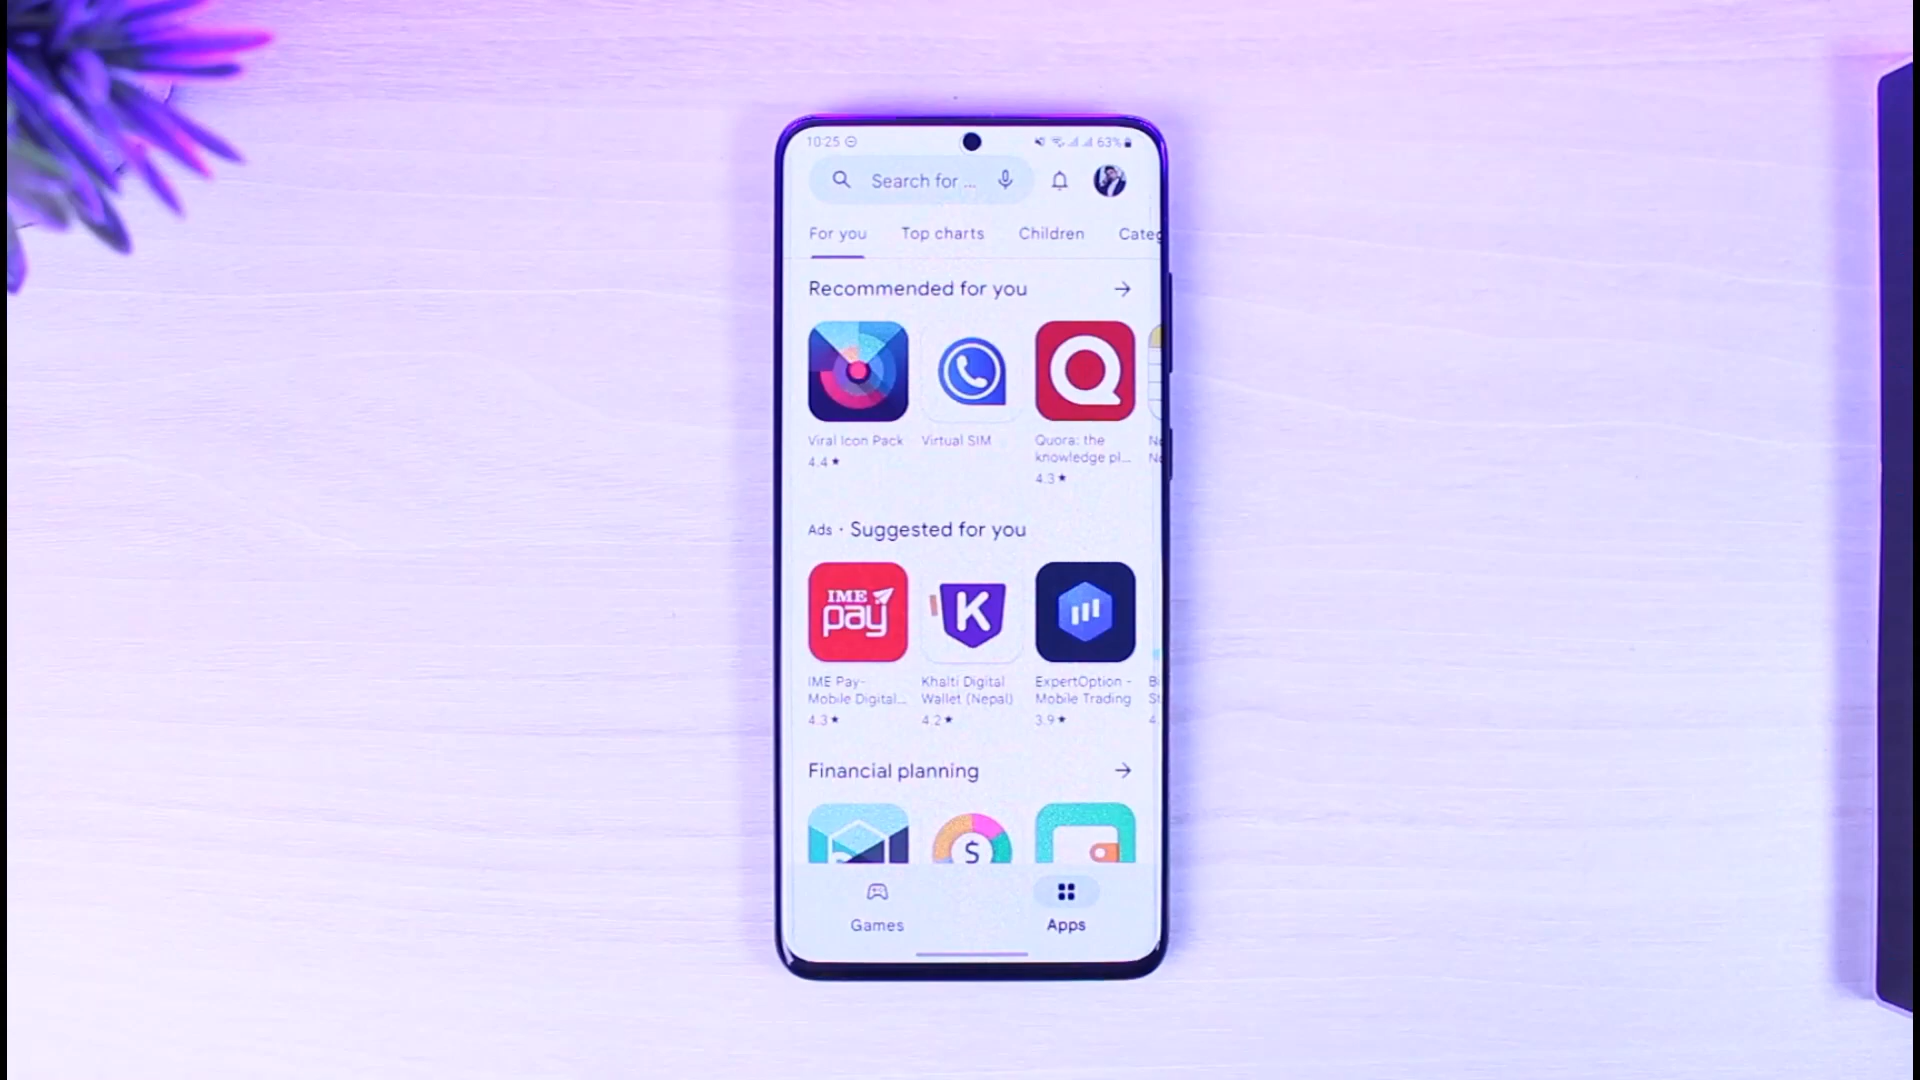 10:25
63%
Search for ...
For you Top charts Children Categ
Recommended for you
Viral Icon Pack
4.4★
Virtual SIM
Quora: the
knowledge pl...
4.3★
Ads · Suggested for you
IME
pay
K
IME Pay-
Mobile Digital...
4.3★
Khalti Digital
Wallet (Nepal)
4.2★
ExpertOption -
Mobile Trading
3.9★
Financial planning
$
Games
Apps